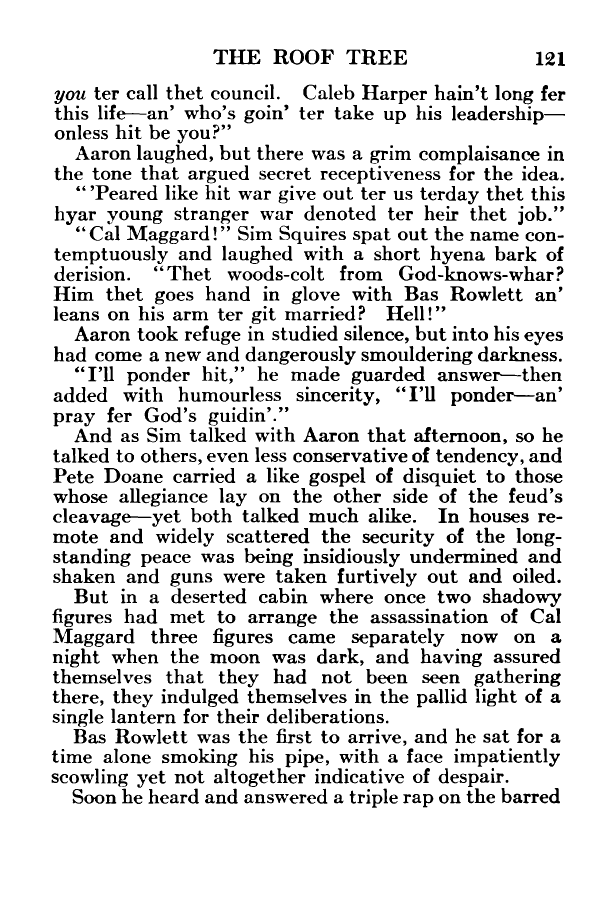 THE ROOF TREE 121
you ter call thet council. Caleb Harper hain't long fer
this life—an' who's goin' ter take up his leadership—
onless hit be you?"
Aaron laughed, but there was a grim complaisance in
the tone that argued secret receptiveness for the idea.
"'Peared like hit war give out ter us terday thet this
hyar young stranger war denoted ter heir thet job."
"Cal Maggard!" Sim Squires spat out the name con-
temptuously and laughed with a short hyena bark of
derision. "Thet woods-colt from God-knows-whar?
Him thet goes hand in glove with Bas Rowlett an'
leans on his arm ter git married? Hell!"
Aaron took refuge in studied silence, but into his eyes
had come a new and dangerously smouldering darkness.
"I'll ponder hit," he made guarded answer—then
added with humourless sincerity, "I'll ponder—an'
pray fer God's guidin'."
And as Sim talked with Aaron that afternoon, so he
talked to others, even less conservative of tendency, and
Pete Doane carried a like gospel of disquiet to those
whose allegiance lay on the other side of the feud's
cleavage—yet both talked much alike. In houses re-
mote and widely scattered the security of the long-
standing peace was being insidiously undermined and
shaken and guns were taken furtively out and oiled.
But in a deserted cabin where once two shadowy
figures had met to arrange the assassination of Cal
Maggard three figures came separately now on a
night when the moon was dark, and having assured
themselves that they had not been seen gathering
there, they indulged themselves in the pallid light of a
single lantern for their deliberations.
Bas Rowlett was the first to arrive, and he sat for a
time alone smoking his pipe, with a face impatiently
scowling yet not altogether indicative of despair.
Soon he heard and answered a triple rap on the barred